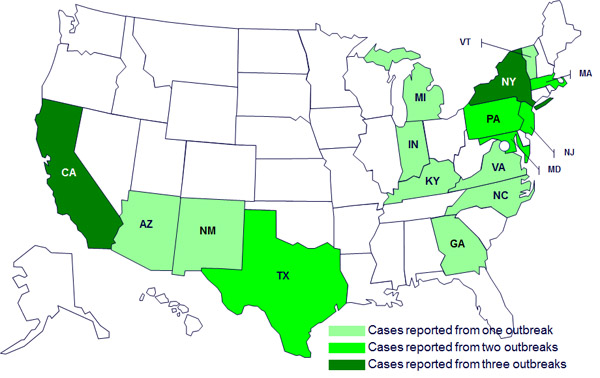 VT
MA
NY
MI
PA
NJ
IN
MD
CA
KY
VA
NC
AZ
NM
GA
TX
Cases reported from one outbreak
Cases reported from two outbreaks
Cases reported from three outbreaks